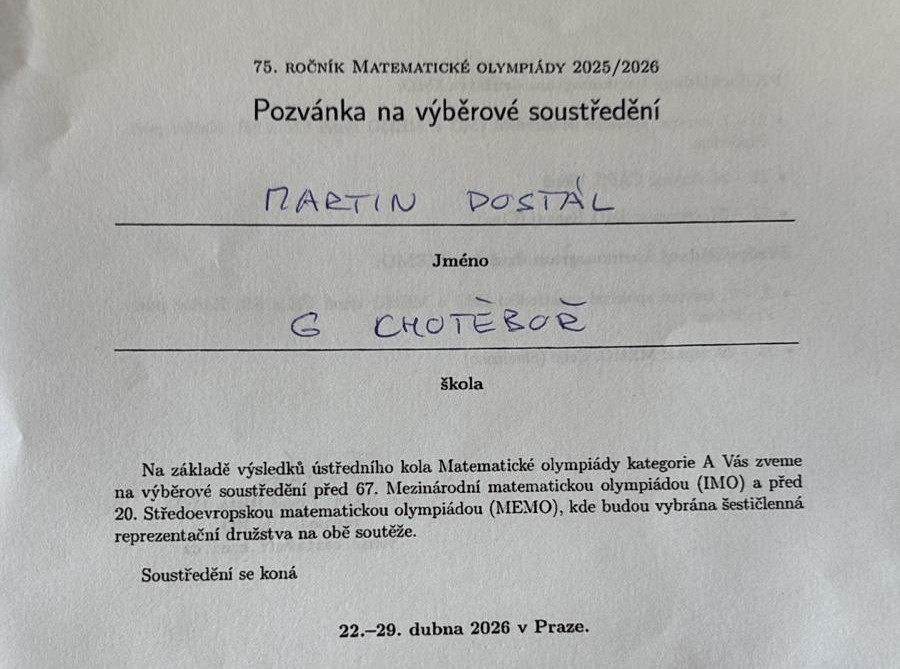 75. ROČNÍK MATEMATICKÉ OLYMPIÁDY 2025/2026
Pozvánka na výběrové soustředění
MARTIN DOSTÁL
Jméno
G CHOTĚBOŘ
škola
Na základě výsledků ústředního kola Matematické olympiády kategorie A Vás zveme
na výběrové soustředění před 67. Mezinárodní matematickou olympiádou (IMO) a před
20. Středoevropskou matematickou olympiádou (MEMO), kde budou vybrána šestičlenná
reprezentační družstva na obě soutěže.
Soustředění se koná
22.–29. dubna 2026 v Praze.